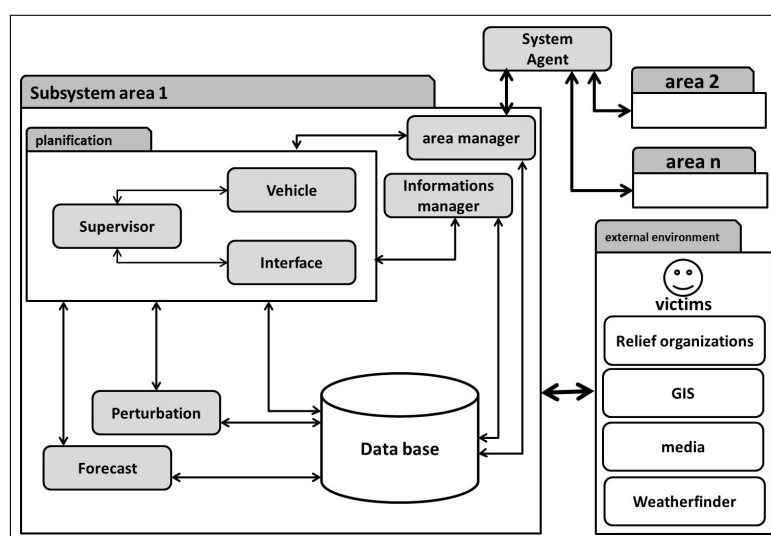 System
Agent
Subsystem area 1
area 2
planification
area manager
area n
Vehicle
Informations
manager
Supervisor
Interface
external environment
victims
Relief organizations
GIS
Perturbation
Data base
media
Forecast
Weatherfinder